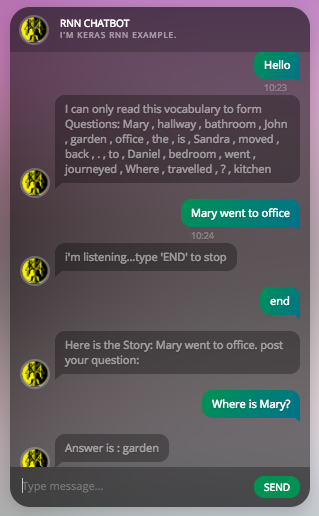 RNN CHATBOT
I'M KERAS RNN EXAMPLE.
Hello
10:23
I can only read this vocabulary to form
Questions: Mary , hallway , bathroom , John
, garden , office , the , is , Sandra , moved ,
back , . , to , Daniel , bedroom , went ,
journeyed , Where , travelled , ? , kitchen
Mary went to office
10:24
i'm listening...type 'END' to stop
end
Here is the Story: Mary went to office. post
your question:
Where is Mary?
Answer is : garden
Type message...
SEND